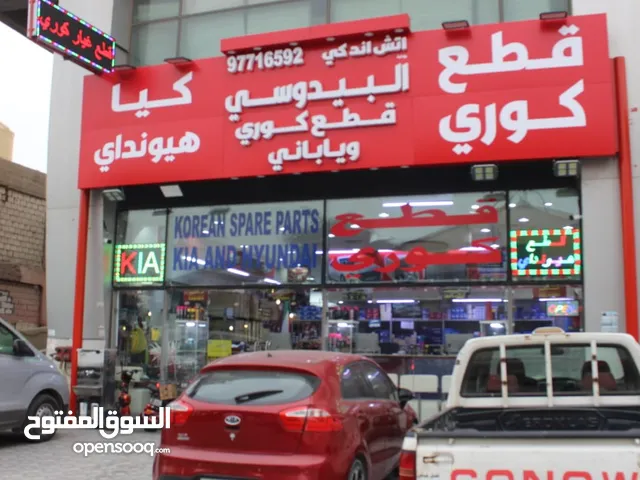 قطع غيار كوري
قطع
كوري
اتش اند كي 97716592
البيدوسي
قطع كوري
وياباني
كيا
هيونداي
KOREAN SPARE PARTS
KIA AND HYUNDAI
قطع
كوري
KIA
قطع
هيونداي
KIA
السوق المفتوح
opensooq.com